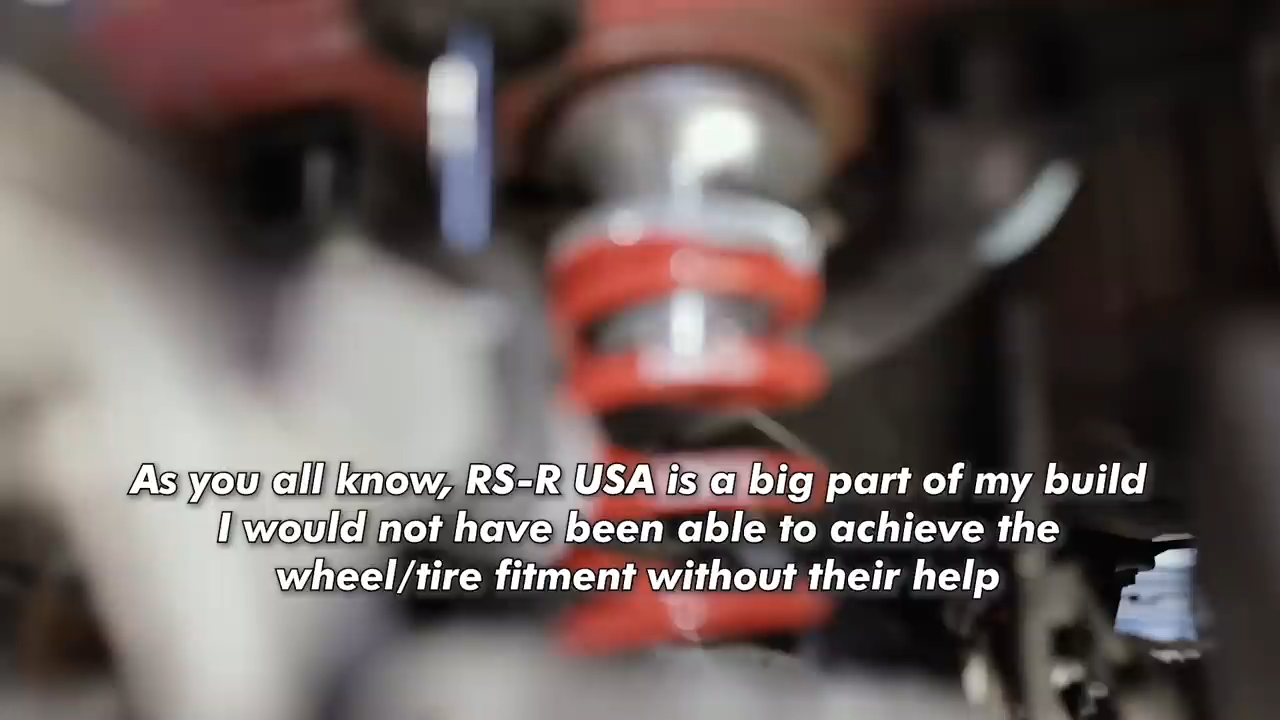 As you all know, RS-R USA is a big part of my build
I would not have been able to achieve the
wheel/tire fitment without their help